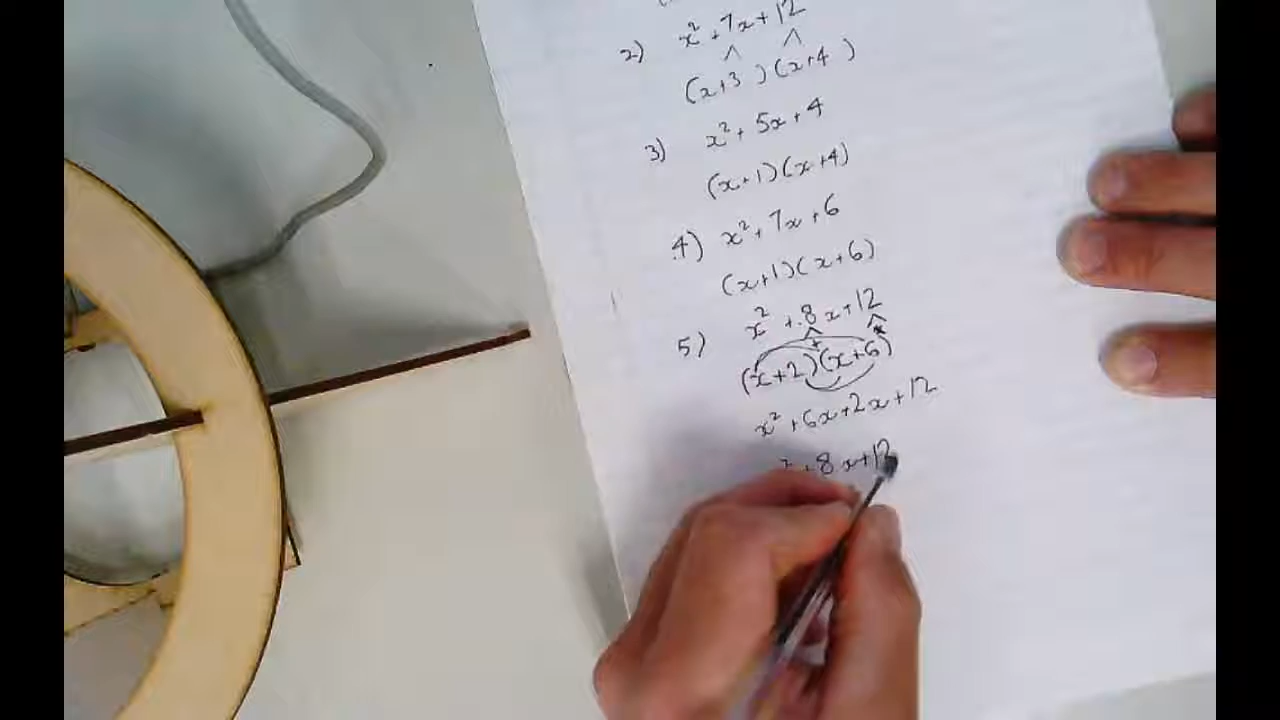 2) x² + 7x + 12
(x+3)(x+4)
3) x² + 5x + 4
(x+1)(x+4)
4) x² + 7x + 6
(x+1)(x+6)
5) x² + 8x + 12
+ *
(x+2)(x+6)
x² + 6x + 2x + 12
² + 8x + 12